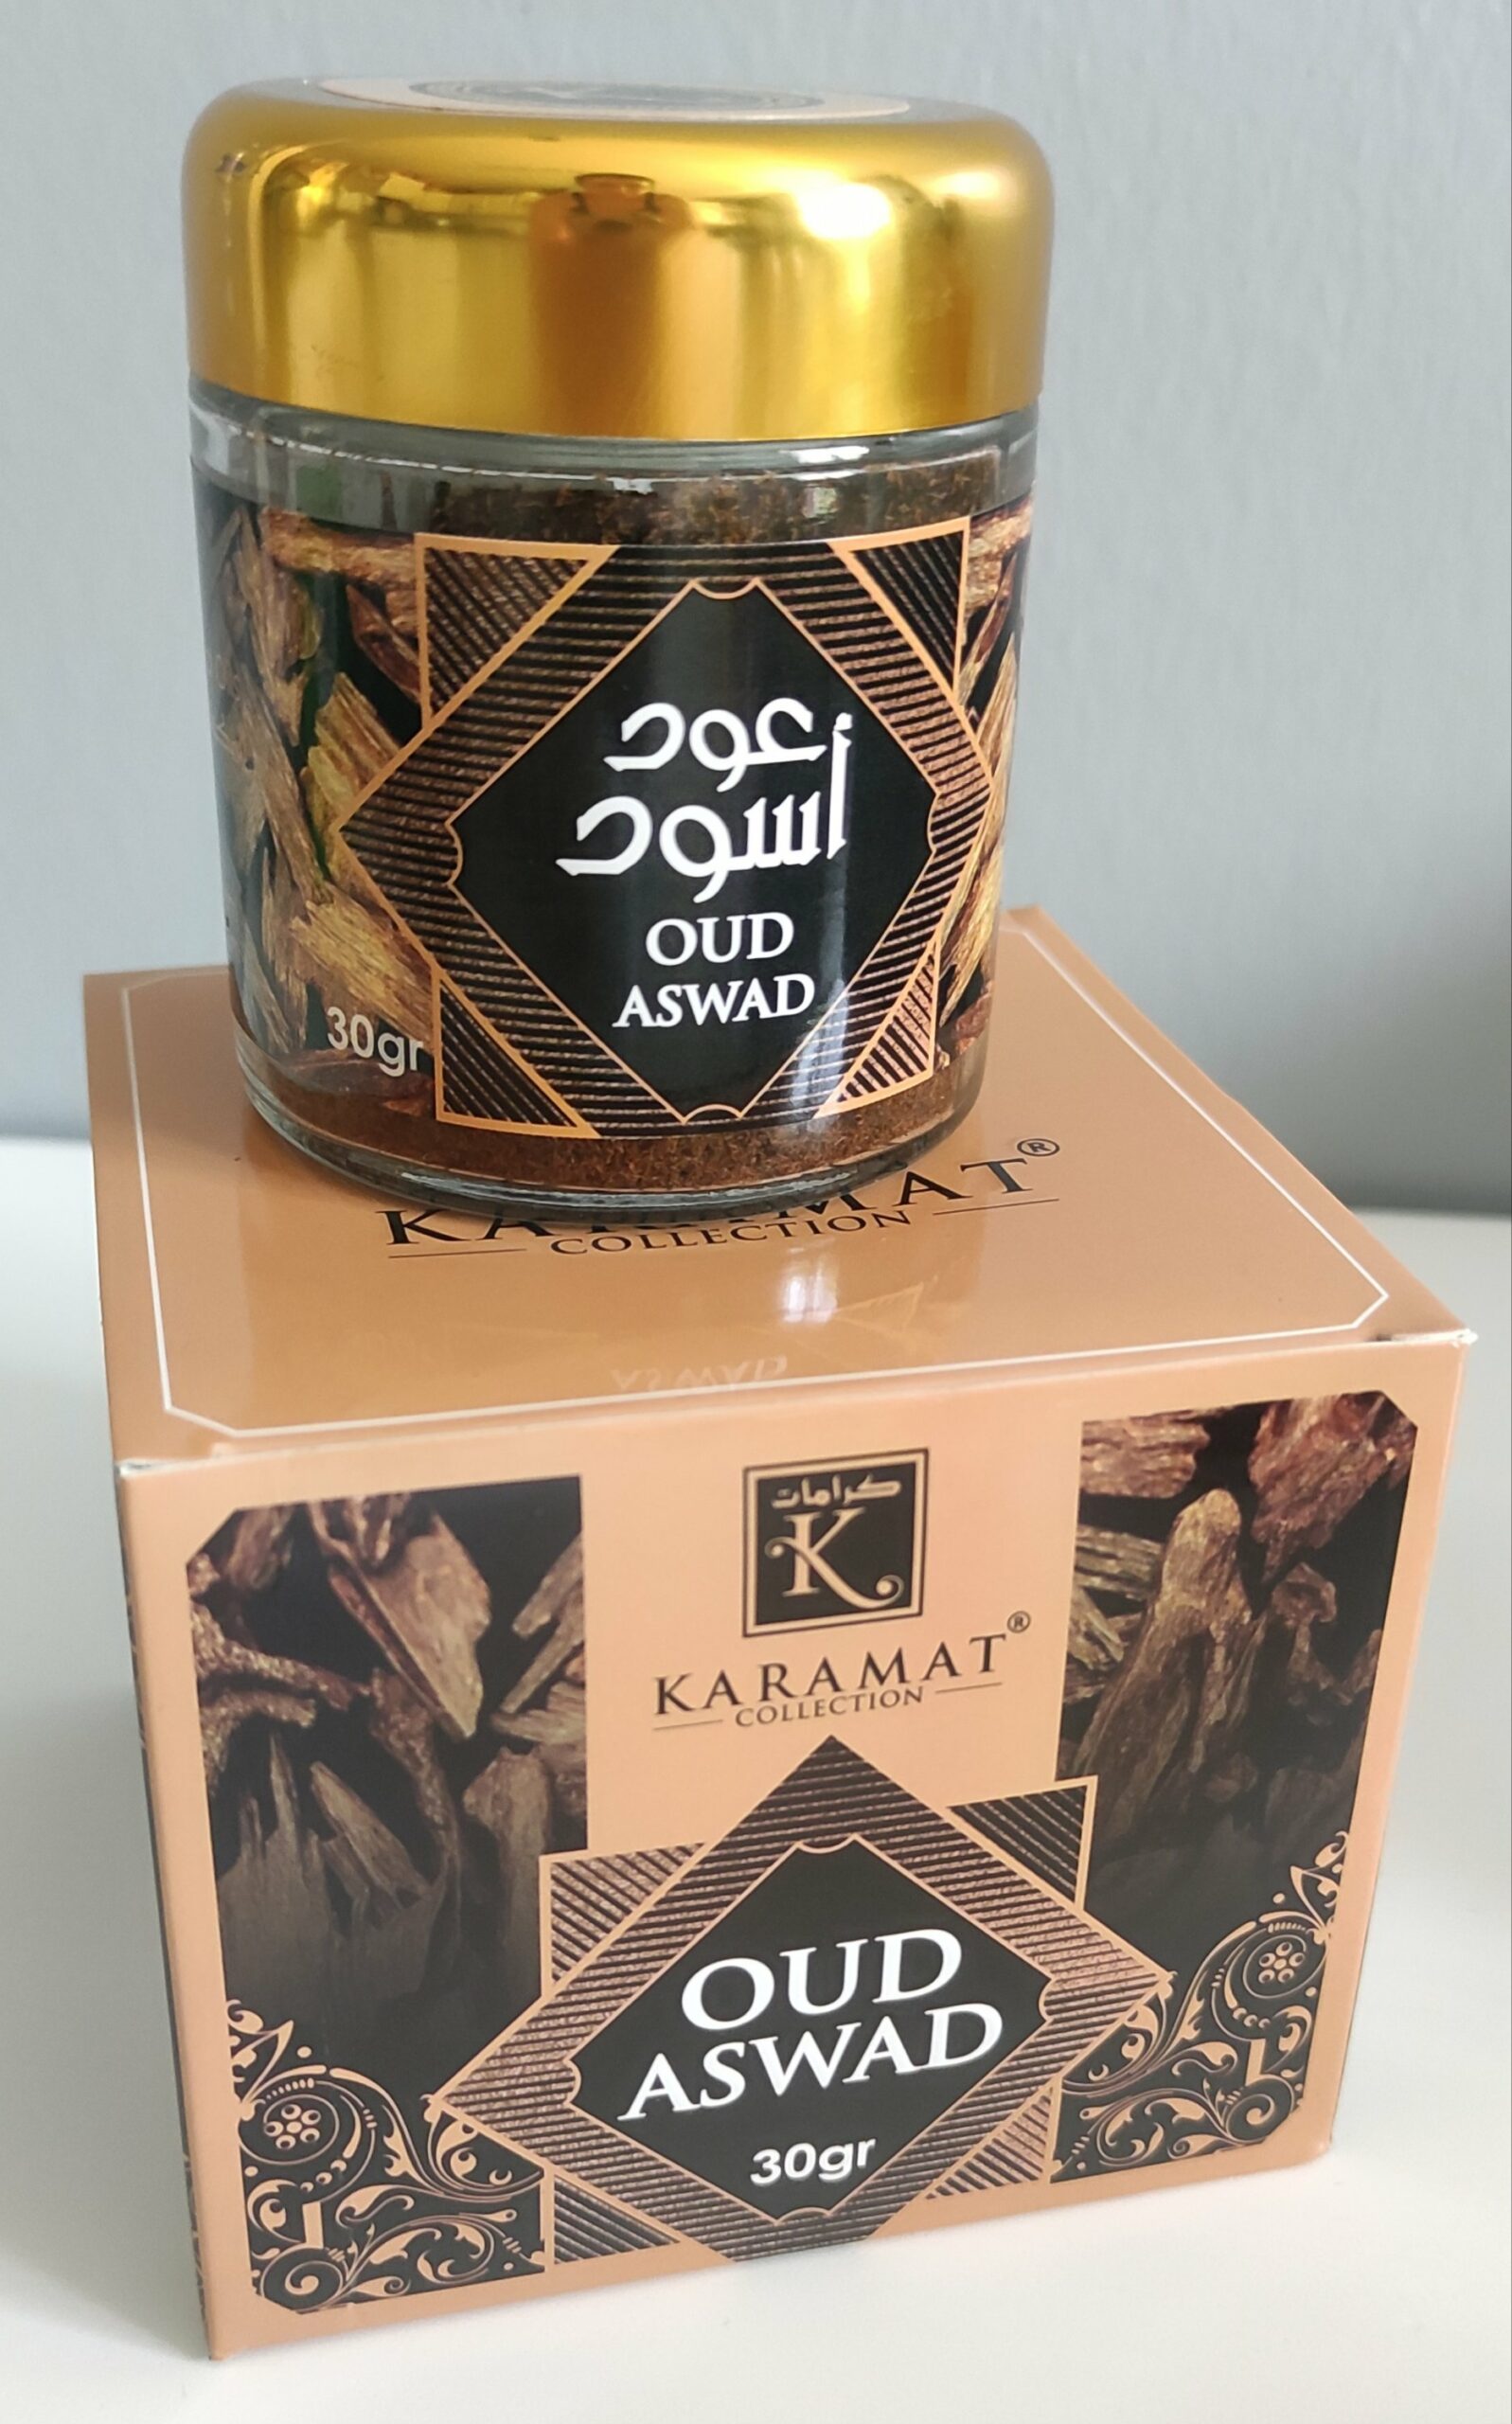 عود
أسود
OUD
ASWAD
30gr
KARAMAT®
COLLECTION
كرامات
K
KARAMAT®
COLLECTION
OUD
ASWAD
30gr